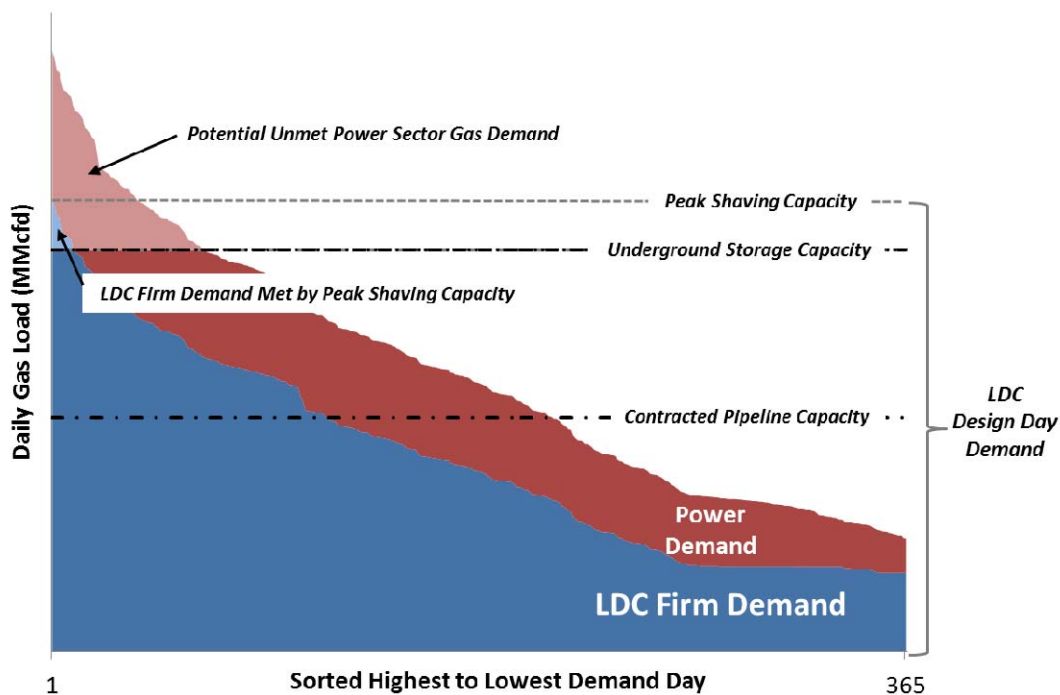 Potential Unmet Power Sector Gas Demand
Peak Shaving Capacity
Underground Storage Capacity
LDC Firm Demand Met by Peak Shaving Capacity
Daily Gas Load (MMcfd)
Contracted Pipeline Capacity
LDC
Design Day
Demand
Power
Demand
LDC Firm Demand
1
Sorted Highest to Lowest Demand Day
365